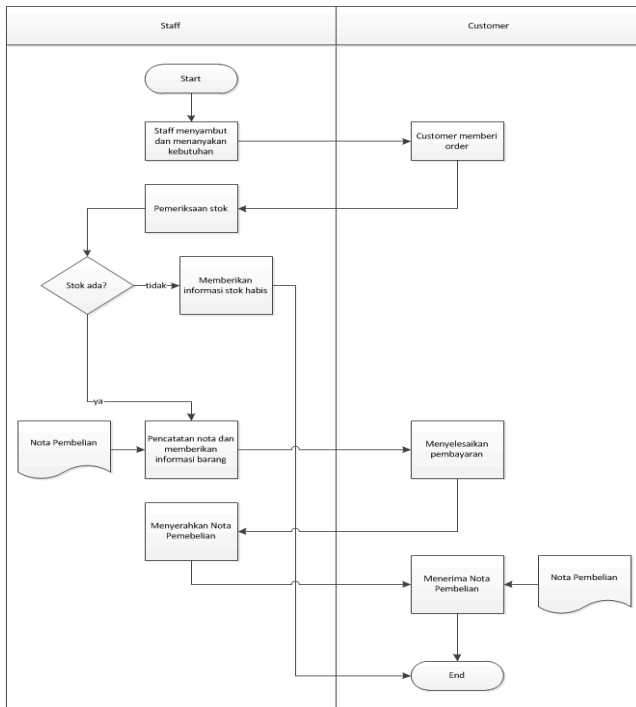 Staff
Customer
Start
Staff menyambut
dan menanyakan
kebutuhan
Customer memberi
order
Pemeriksaan stok
Stok ada?
tidak
Memberikan
informasi stok habis
ya
Nota Pembelian
Pencatatan nota dan
memberikan
informasi barang
Menyelesaikan
pembayaran
Menyerahkan Nota
Pemebelian
Menerima Nota
Pembelian
Nota Pembelian
End